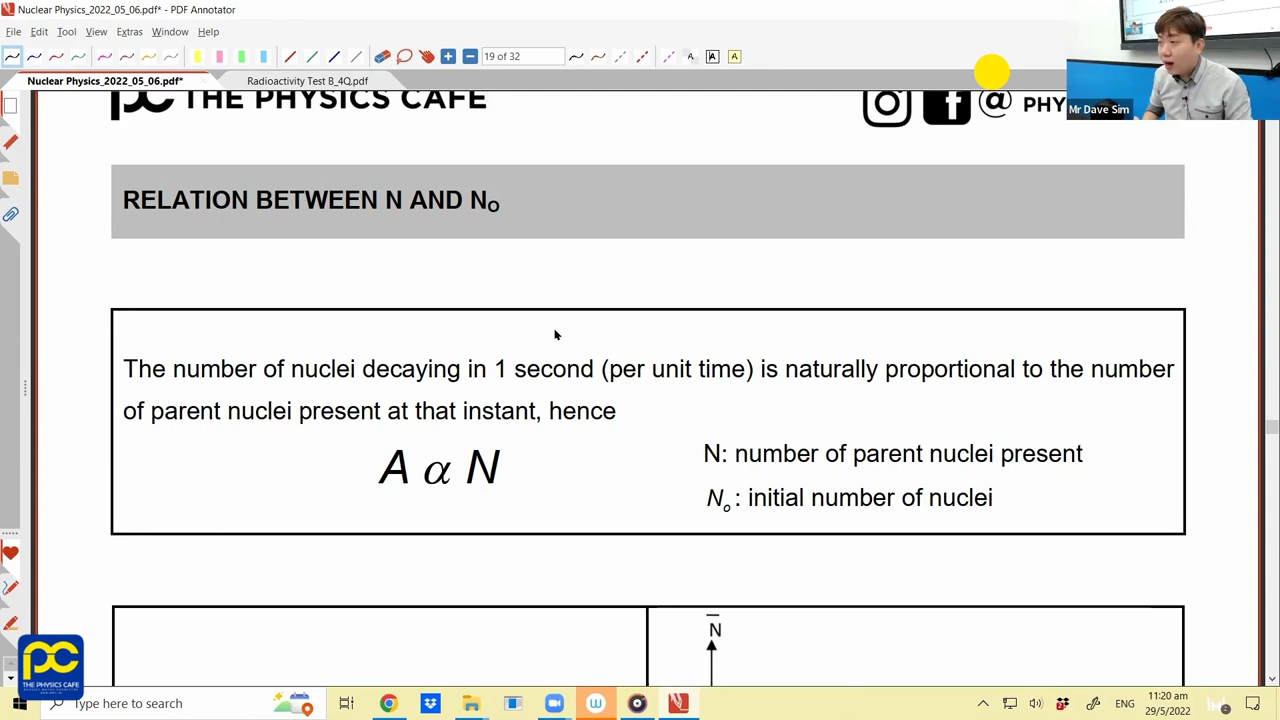 Nuclear Physics_2022_05_06.pdf* - PDF Annotator
File Edit Tool View Extras Window Help
19 of 32
A A
Nuclear Physics_2022_05_06.pdf* Radioactivity Test B_4Q.pdf
Mr Dave Sim
THE PHYSICS CAFE
@ PHY
RELATION BETWEEN N AND No
The number of nuclei decaying in 1 second (per unit time) is naturally proportional to the number
of parent nuclei present at that instant, hence
A α N
N: number of parent nuclei present
No : initial number of nuclei
N
THE PHYSICS CAFE
Type here to search
ENG
11:20 am
29/5/2022